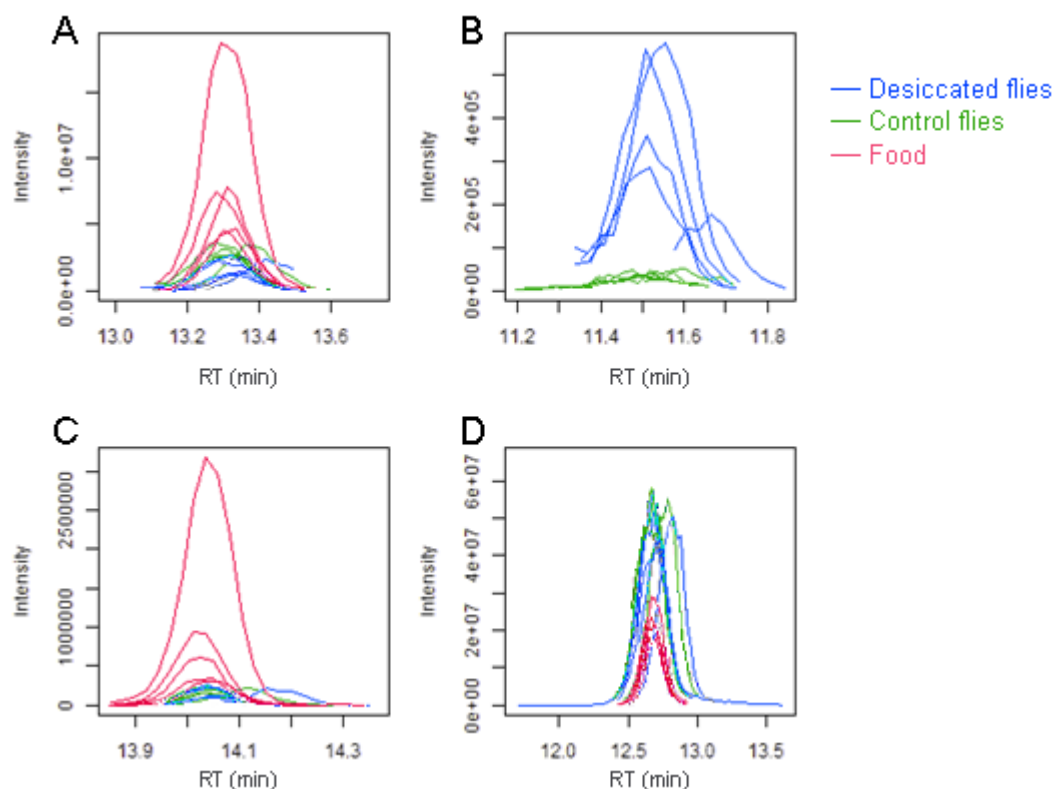 A
Intensity
0.0e+00
1.0e+07
13.0 13.2 13.4 13.6
RT (min)
B
Intensity
0e+00
2e+05
4e+05
11.2 11.4 11.6 11.8
RT (min)
Desiccated flies
Control flies
Food
C
Intensity
0
1000000
2500000
13.9 14.1 14.3
RT (min)
D
Intensity
0e+00
2e+07
4e+07
6e+07
12.0 12.5 13.0 13.5
RT (min)